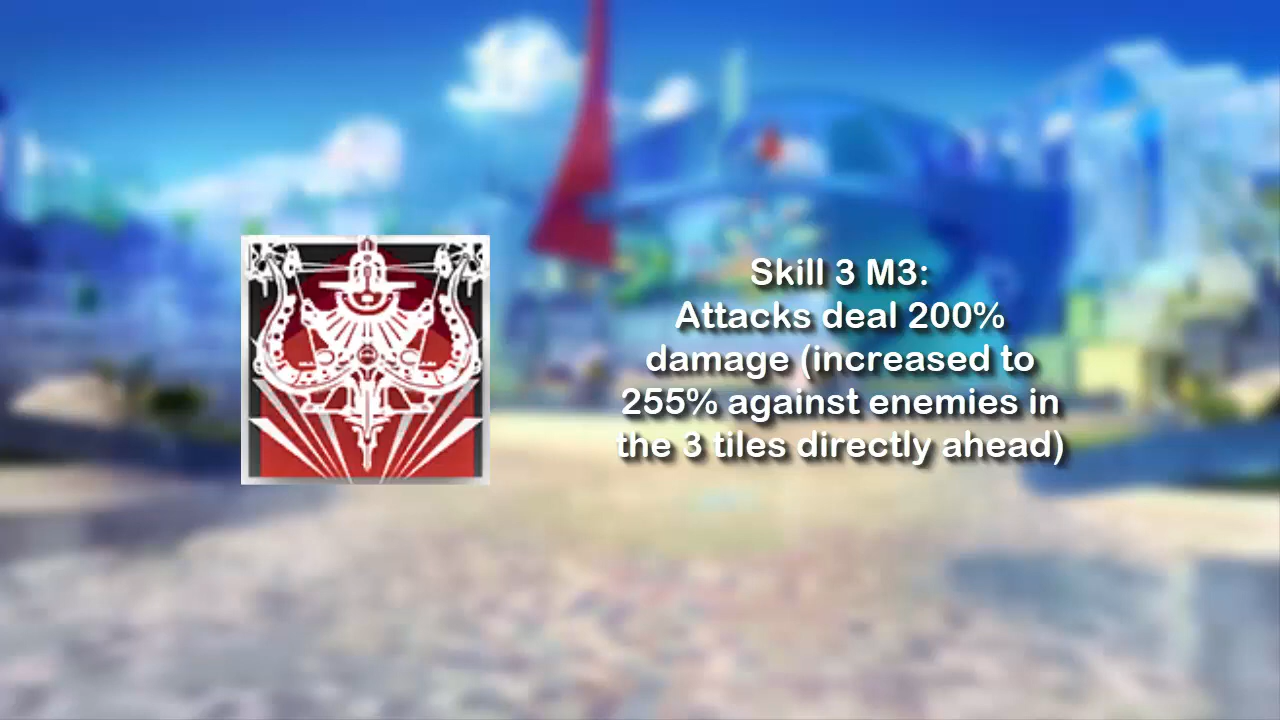 Skill 3 M3:
Attacks deal 200%
damage (increased to
255% against enemies in
the 3 tiles directly ahead)